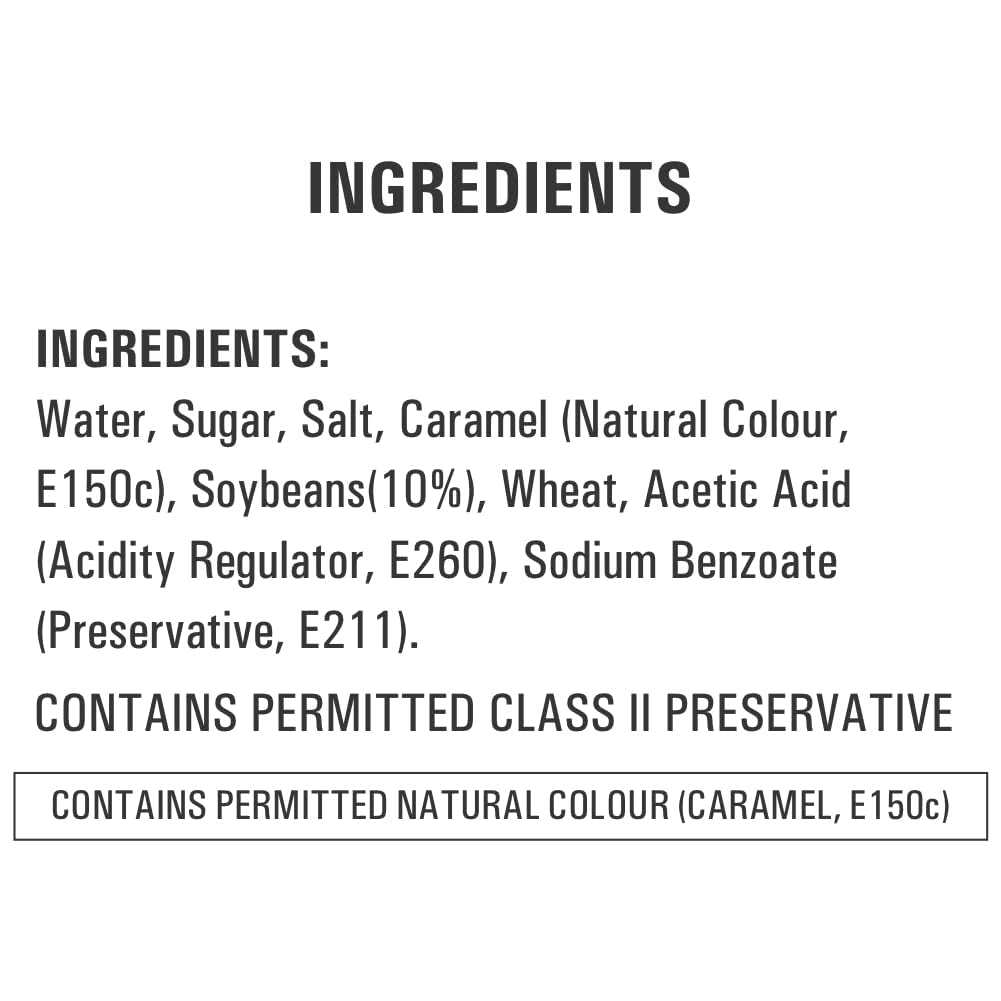 INGREDIENTS
INGREDIENTS:
Water, Sugar, Salt, Caramel (Natural Colour,
E150c), Soybeans(10%), Wheat, Acetic Acid
(Acidity Regulator, E260), Sodium Benzoate
(Preservative, E211).
CONTAINS PERMITTED CLASS II PRESERVATIVE
CONTAINS PERMITTED NATURAL COLOUR (CARAMEL, E150c)